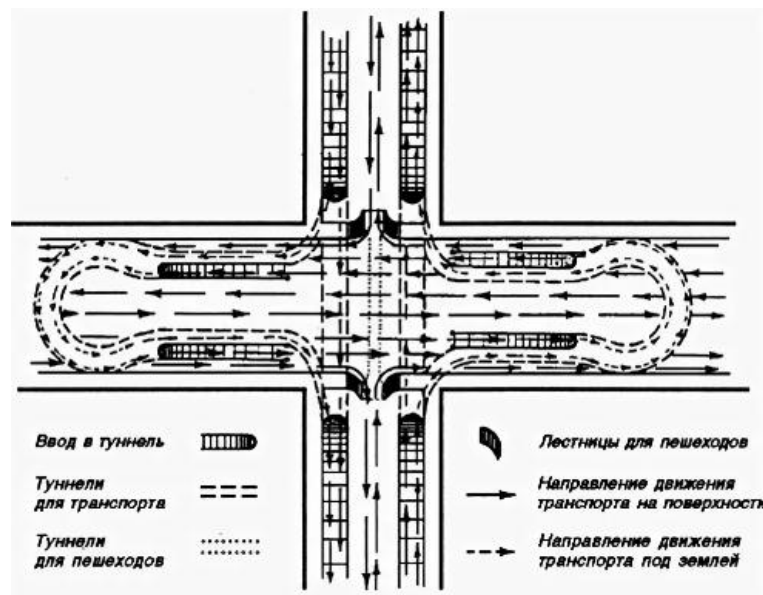 Ввод в туннель
Туннели
для транспорта
Туннели
для пешеходов
Лестницы для пешеходов
Направление движения
транспорта на поверхност
Направление движения
транспорта под землей